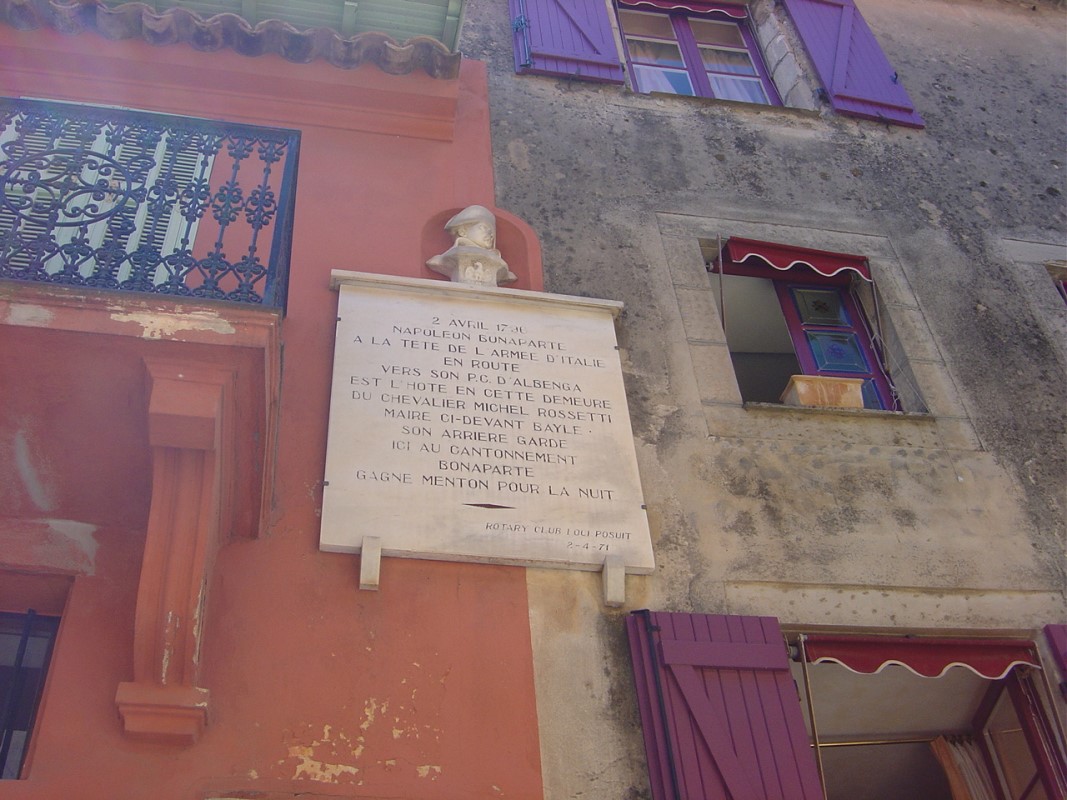 2 AVRIL 1796
NAPOLEON BONAPARTE
A LA TETE DE L ARMEE D'ITALIE
EN ROUTE
VERS SON P.C. D'ALBENGA
EST L'HOTE EN CETTE DEMEURE
DU CHEVALIER MICHEL ROSSETTI
MAIRE CI-DEVANT BAYLE.
SON ARRIERE GARDE
ICI AU CANTONNEMENT
BONAPARTE
GAGNE MENTON POUR LA NUIT
ROTARY CLUB LOCI POSUIT
2-4-71